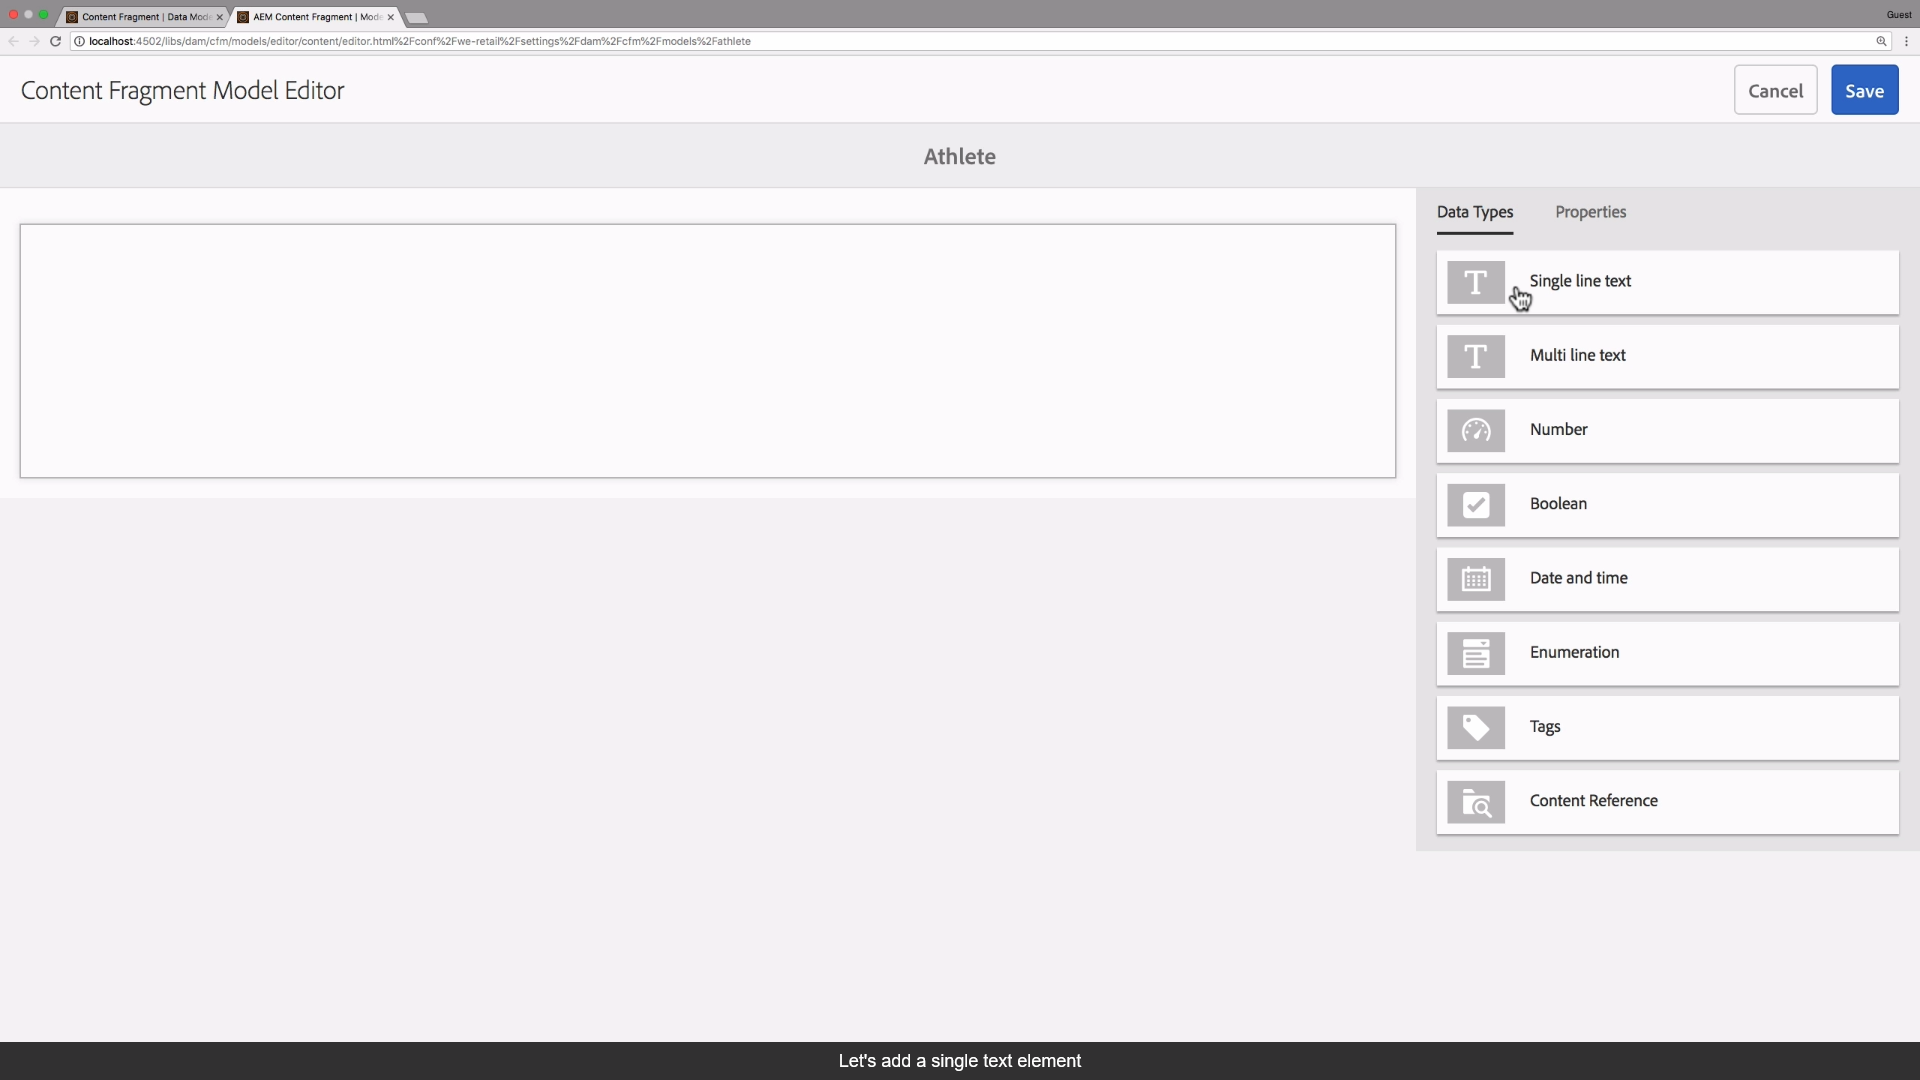 Content Fragment | Data Mode
AEM Content Fragment | Mode
Guest
localhost:4502/libs/dam/cfm/models/editor/content/editor.html%2Fconf%2Fwe-retail%2Fsettings%2Fdam%2Fcfm%2Fmodels%2Fathlete
Content Fragment Model Editor
Cancel
Save
Athlete
Data Types
Properties
T Single line text
T Multi line text
Number
Boolean
Date and time
Enumeration
Tags
Content Reference
Let's add a single text element